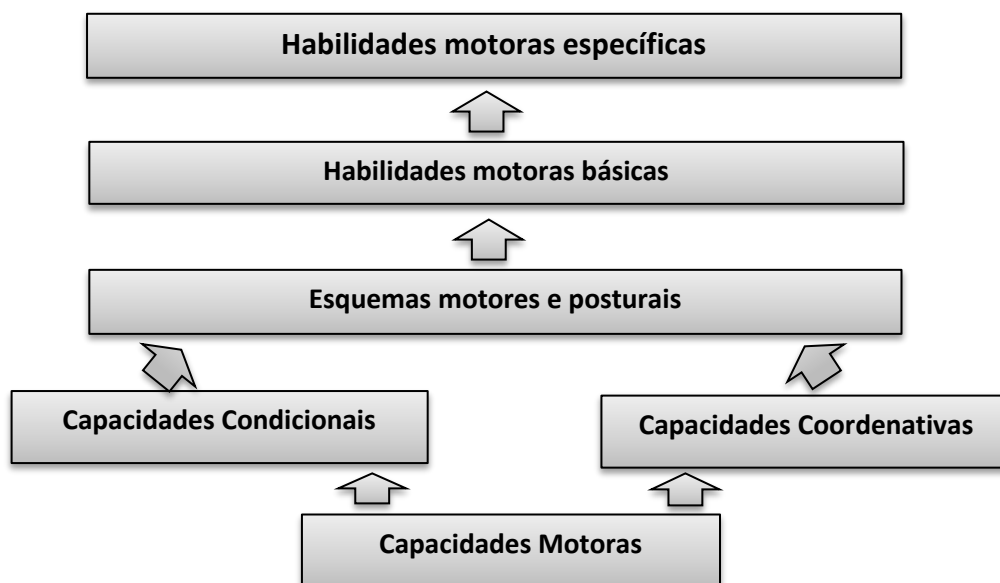 Habilidades motoras específicas
Habilidades motoras básicas
Esquemas motores e posturais
Capacidades Condicionais
Capacidades Coordenativas
Capacidades Motoras